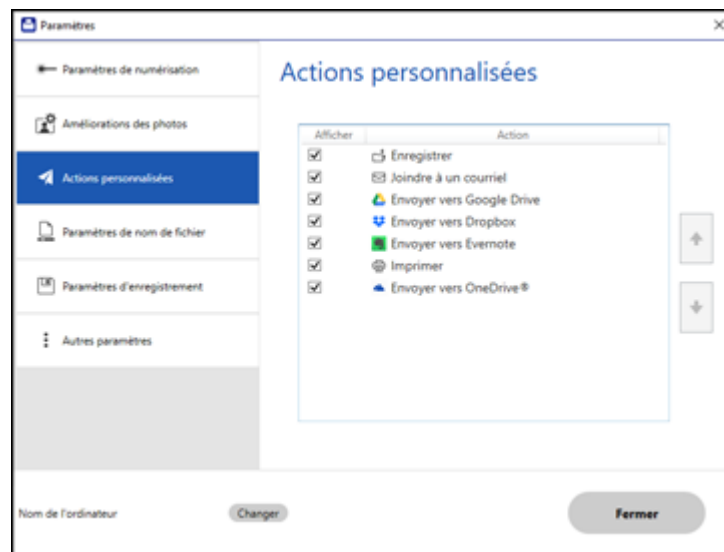 Paramètres
Paramètres de numérisation
Améliorations des photos
Actions personnalisées
Paramètres de nom de fichier
Paramètres d'enregistrement
Autres paramètres
Actions personnalisées
Afficher Action
Enregistrer
Joindre à un courriel
Envoyer vers Google Drive
Envoyer vers Dropbox
Envoyer vers Evernote
Imprimer
Envoyer vers OneDrive®
Nom de l'ordinateur Changer Fermer